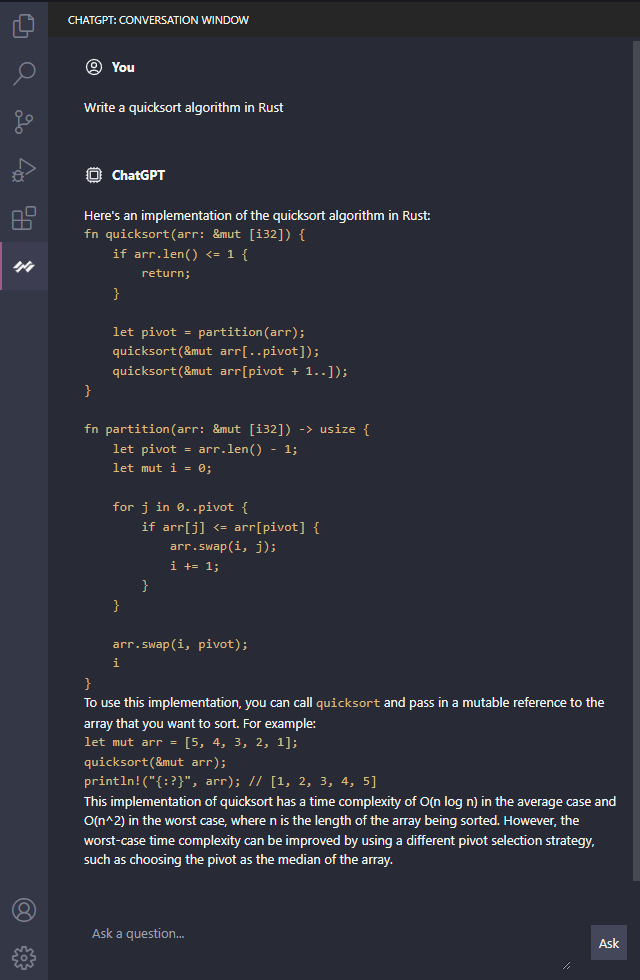 CHATGPT: CONVERSATION WINDOW
You
Write a quicksort algorithm in Rust
ChatGPT
Here's an implementation of the quicksort algorithm in Rust:
fn quicksort(arr: &mut [i32]) {
    if arr.len() <= 1 {
        return;
    }

    let pivot = partition(arr);
    quicksort(&mut arr[..pivot]);
    quicksort(&mut arr[pivot + 1..]);
}

fn partition(arr: &mut [i32]) -> usize {
    let pivot = arr.len() - 1;
    let mut i = 0;

    for j in 0..pivot {
        if arr[j] <= arr[pivot] {
            arr.swap(i, j);
            i += 1;
        }
    }

    arr.swap(i, pivot);
    i
}
To use this implementation, you can call quicksort and pass in a mutable reference to the
array that you want to sort. For example:
let mut arr = [5, 4, 3, 2, 1];
quicksort(&mut arr);
println!("{:?}", arr); // [1, 2, 3, 4, 5]
This implementation of quicksort has a time complexity of O(n log n) in the average case and
O(n^2) in the worst case, where n is the length of the array being sorted. However, the
worst-case time complexity can be improved by using a different pivot selection strategy,
such as choosing the pivot as the median of the array.
Ask a question...
Ask